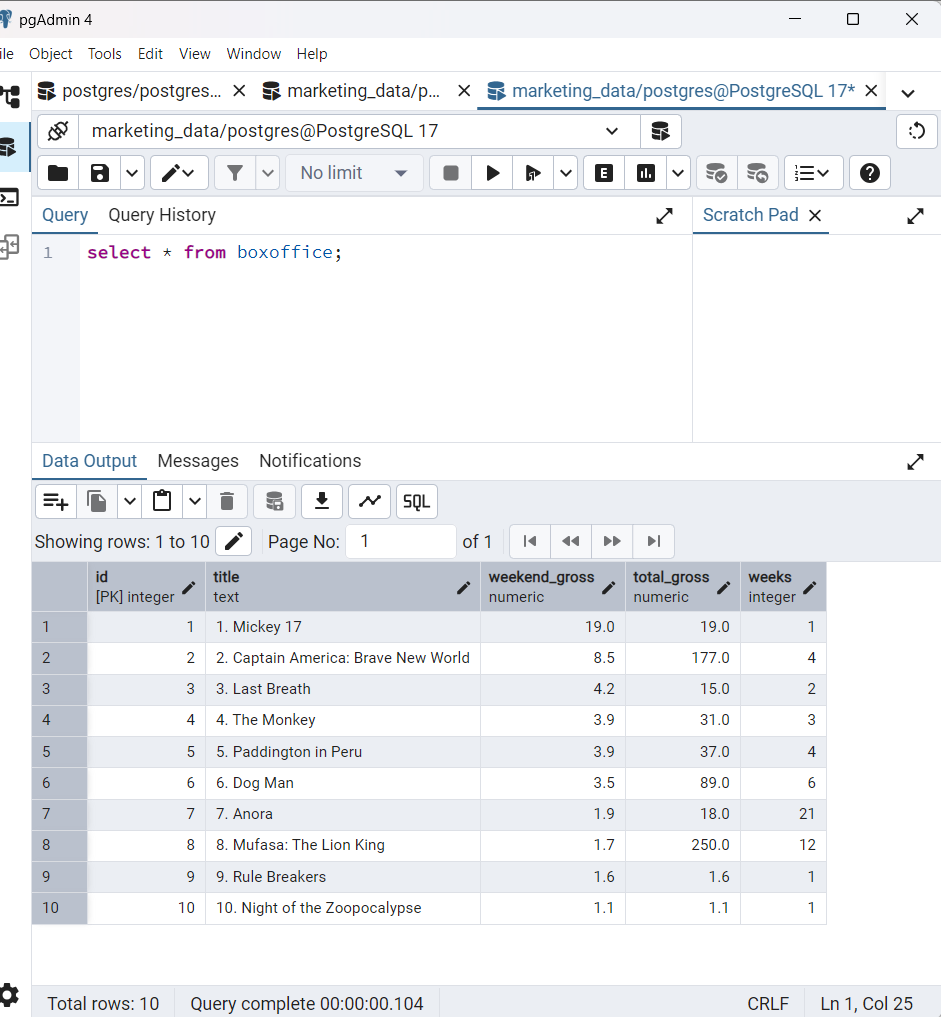 pgAdmin 4
ile Object Tools Edit View Window Help
postgres/postgres... marketing_data/p... marketing_data/postgres@PostgreSQL 17*
marketing_data/postgres@PostgreSQL 17
No limit E
Query Query History Scratch Pad
1 select * from boxoffice;
Data Output Messages Notifications
SQL
Showing rows: 1 to 10 Page No: 1 of 1
id title weekend_gross total_gross weeks
[PK] integer text numeric numeric integer
1 1 1. Mickey 17 19.0 19.0 1
2 2 2. Captain America: Brave New World 8.5 177.0 4
3 3 3. Last Breath 4.2 15.0 2
4 4 4. The Monkey 3.9 31.0 3
5 5 5. Paddington in Peru 3.9 37.0 4
6 6 6. Dog Man 3.5 89.0 6
7 7 7. Anora 1.9 18.0 21
8 8 8. Mufasa: The Lion King 1.7 250.0 12
9 9 9. Rule Breakers 1.6 1.6 1
10 10 10. Night of the Zoopocalypse 1.1 1.1 1
Total rows: 10 Query complete 00:00:00.104 CRLF Ln 1, Col 25